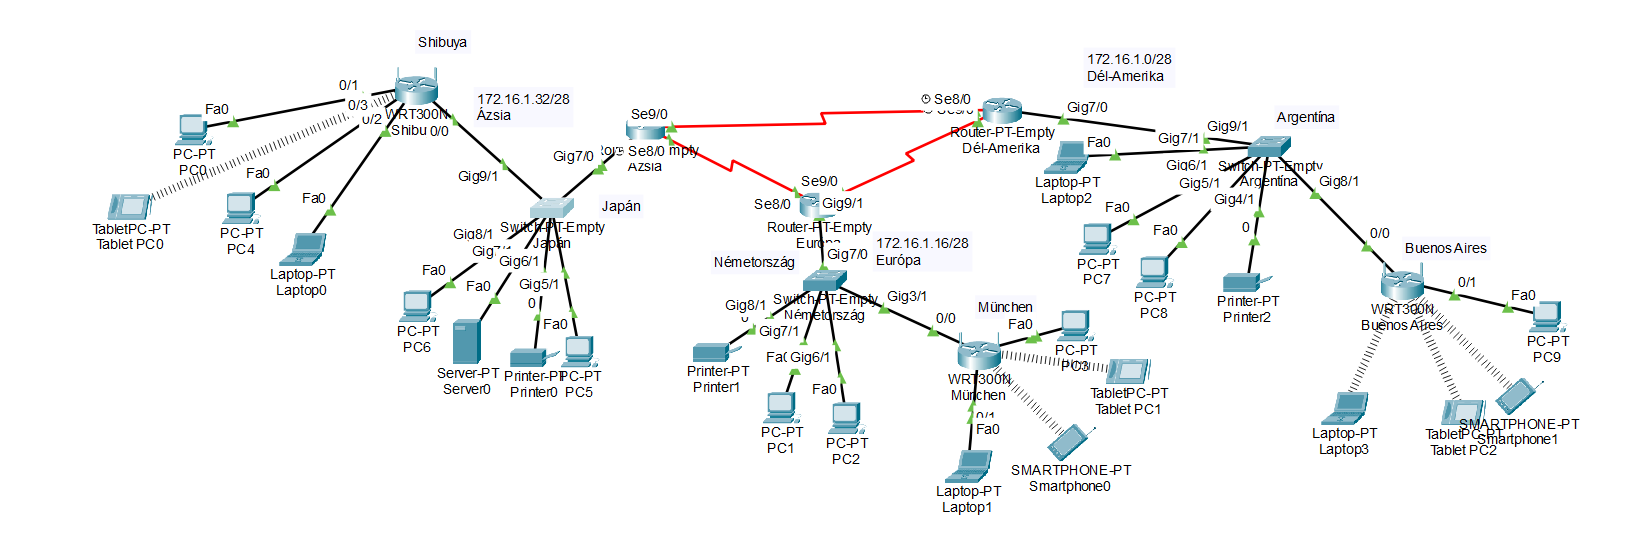 Shibuya
0/1
0/3
0/2
Fa0
WRT300N
Shibu
0/0
172.16.1.32/28
Ázsia
PC-PT
PC0
Fa0
TabletPC-PT
Tablet PC0
PC-PT
PC4
Fa0
Laptop-PT
Laptop0
Gig9/1
Gig7/0
Se9/0
Se8/0
mpty
Ázsia
Japán
Switch-PT-Empty
Japán
Gig8/1
Gig6/1
Gig5/1
Fa0
Fa0
0
Fa0
PC-PT
PC6
Server-PT
Server0
Printer-PT
Printer0
PC-PT
PC5
Se9/0
Se8/0
Gig9/1
Router-PT-Empty
172.16.1.16/28
Európa
Gig7/0
Németország
Switch-PT-Empty
Németország
Gig8/1
Gig7/1
Gig6/1
Gig3/1
Printer-PT
Printer1
Fa0
PC-PT
PC1
PC-PT
PC2
0/0
München
Fa0
PC-PT
PC3
WRT300N
München
0/1
Fa0
TabletPC-PT
Tablet PC1
SMARTPHONE-PT
Smartphone0
Laptop-PT
Laptop1
172.16.1.0/28
Dél-Amerika
Se8/0
Gig7/0
Router-PT-Empty
Dél-Amerika
Argentína
Gig9/1
Gig7/1
Gig6/1
Gig5/1
Gig4/1
Gig8/1
Switch-PT-Empty
Argentína
Fa0
Laptop-PT
Laptop2
Fa0
PC-PT
PC7
Fa0
PC-PT
PC8
0
Printer-PT
Printer2
0/0
Buenos Aires
0/1
Fa0
WRT300N
Buenos Aires
PC-PT
PC9
Laptop-PT
Laptop3
TabletPC-PT
Tablet PC2
SMARTPHONE-PT
Smartphone1